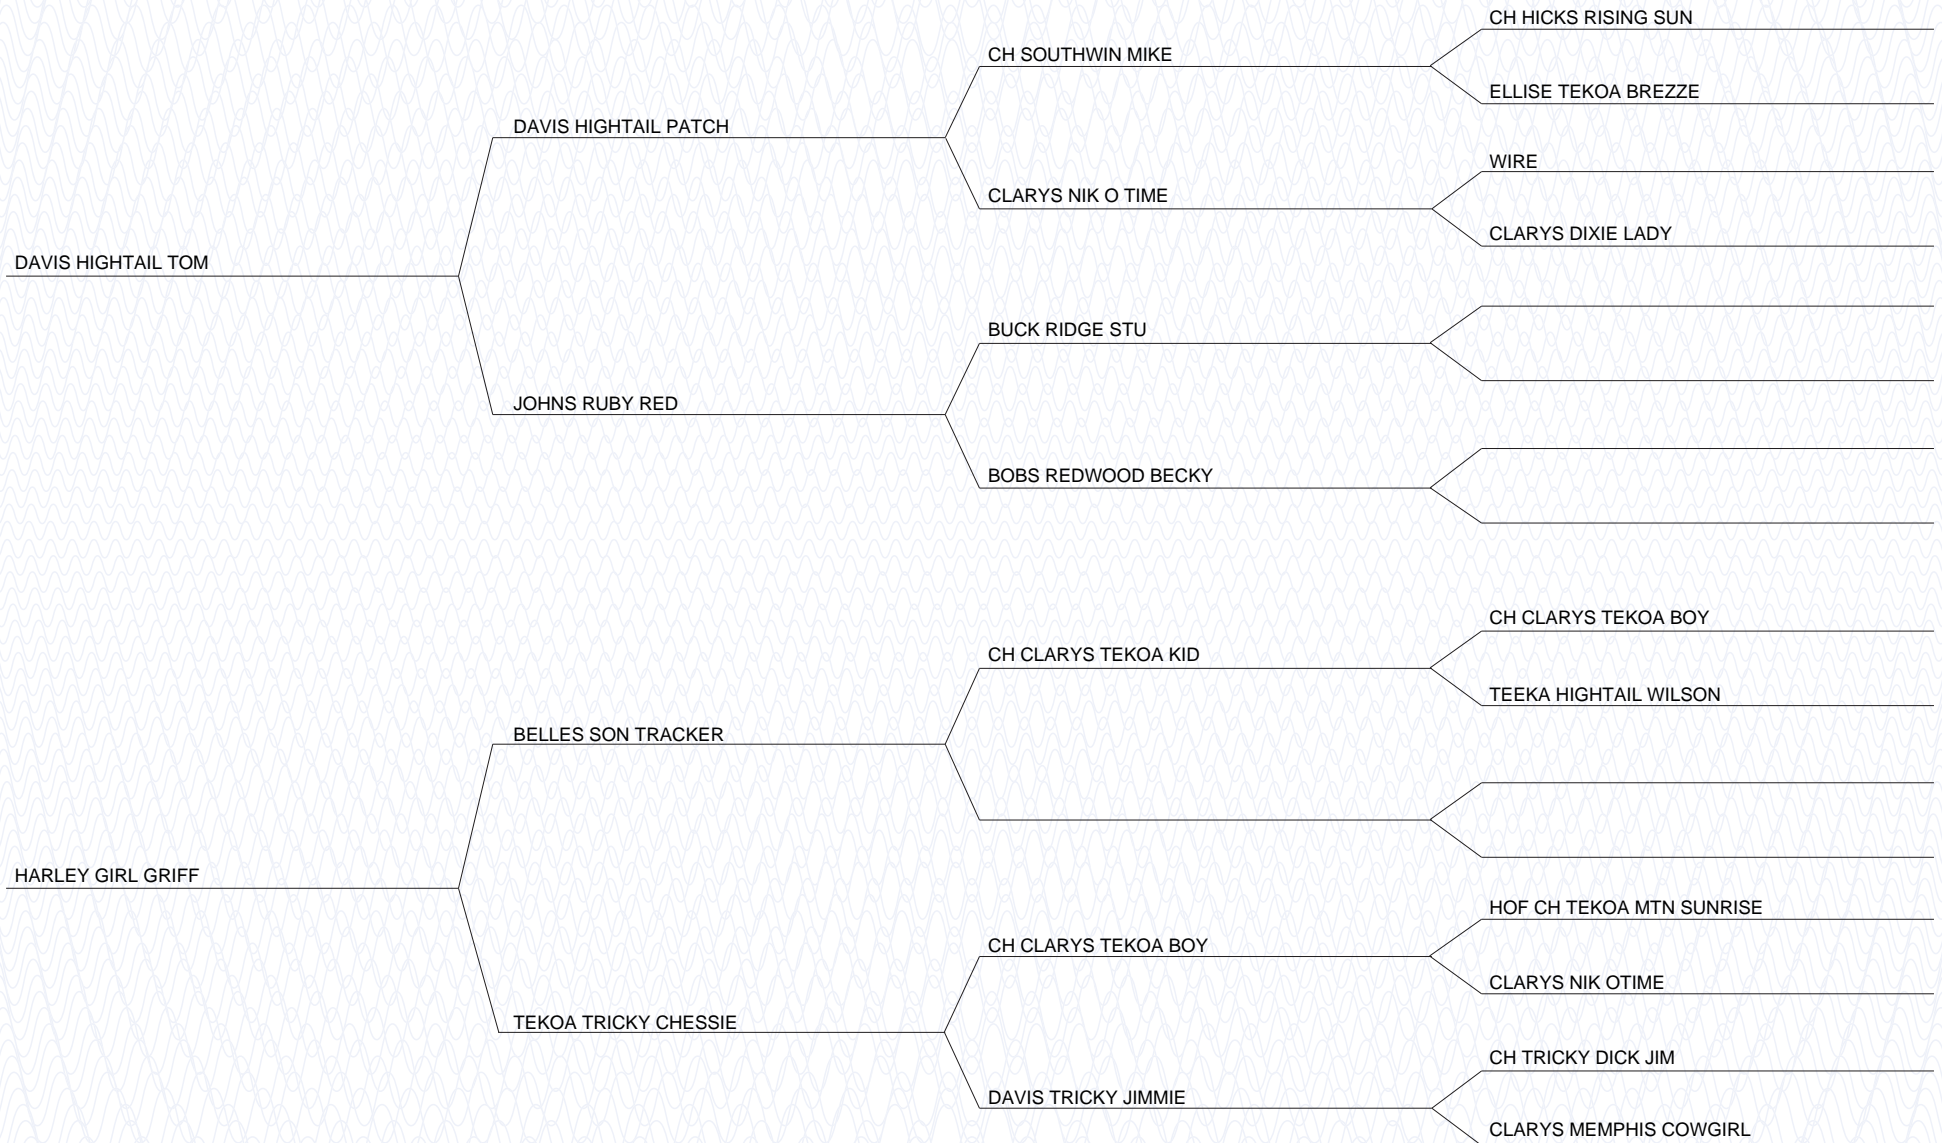 CH HICKS RISING SUN
CH SOUTHWIN MIKE
ELLISE TEKOA BREZZE
DAVIS HIGHTAIL PATCH
WIRE
CLARYS NIK O TIME
CLARYS DIXIE LADY
DAVIS HIGHTAIL TOM
BUCK RIDGE STU
JOHNS RUBY RED
BOBS REDWOOD BECKY
CH CLARYS TEKOA BOY
CH CLARYS TEKOA KID
TEEKA HIGHTAIL WILSON
BELLES SON TRACKER
HARLEY GIRL GRIFF
HOF CH TEKOA MTN SUNRISE
CH CLARYS TEKOA BOY
CLARYS NIK OTIME
TEKOA TRICKY CHESSIE
CH TRICKY DICK JIM
DAVIS TRICKY JIMMIE
CLARYS MEMPHIS COWGIRL